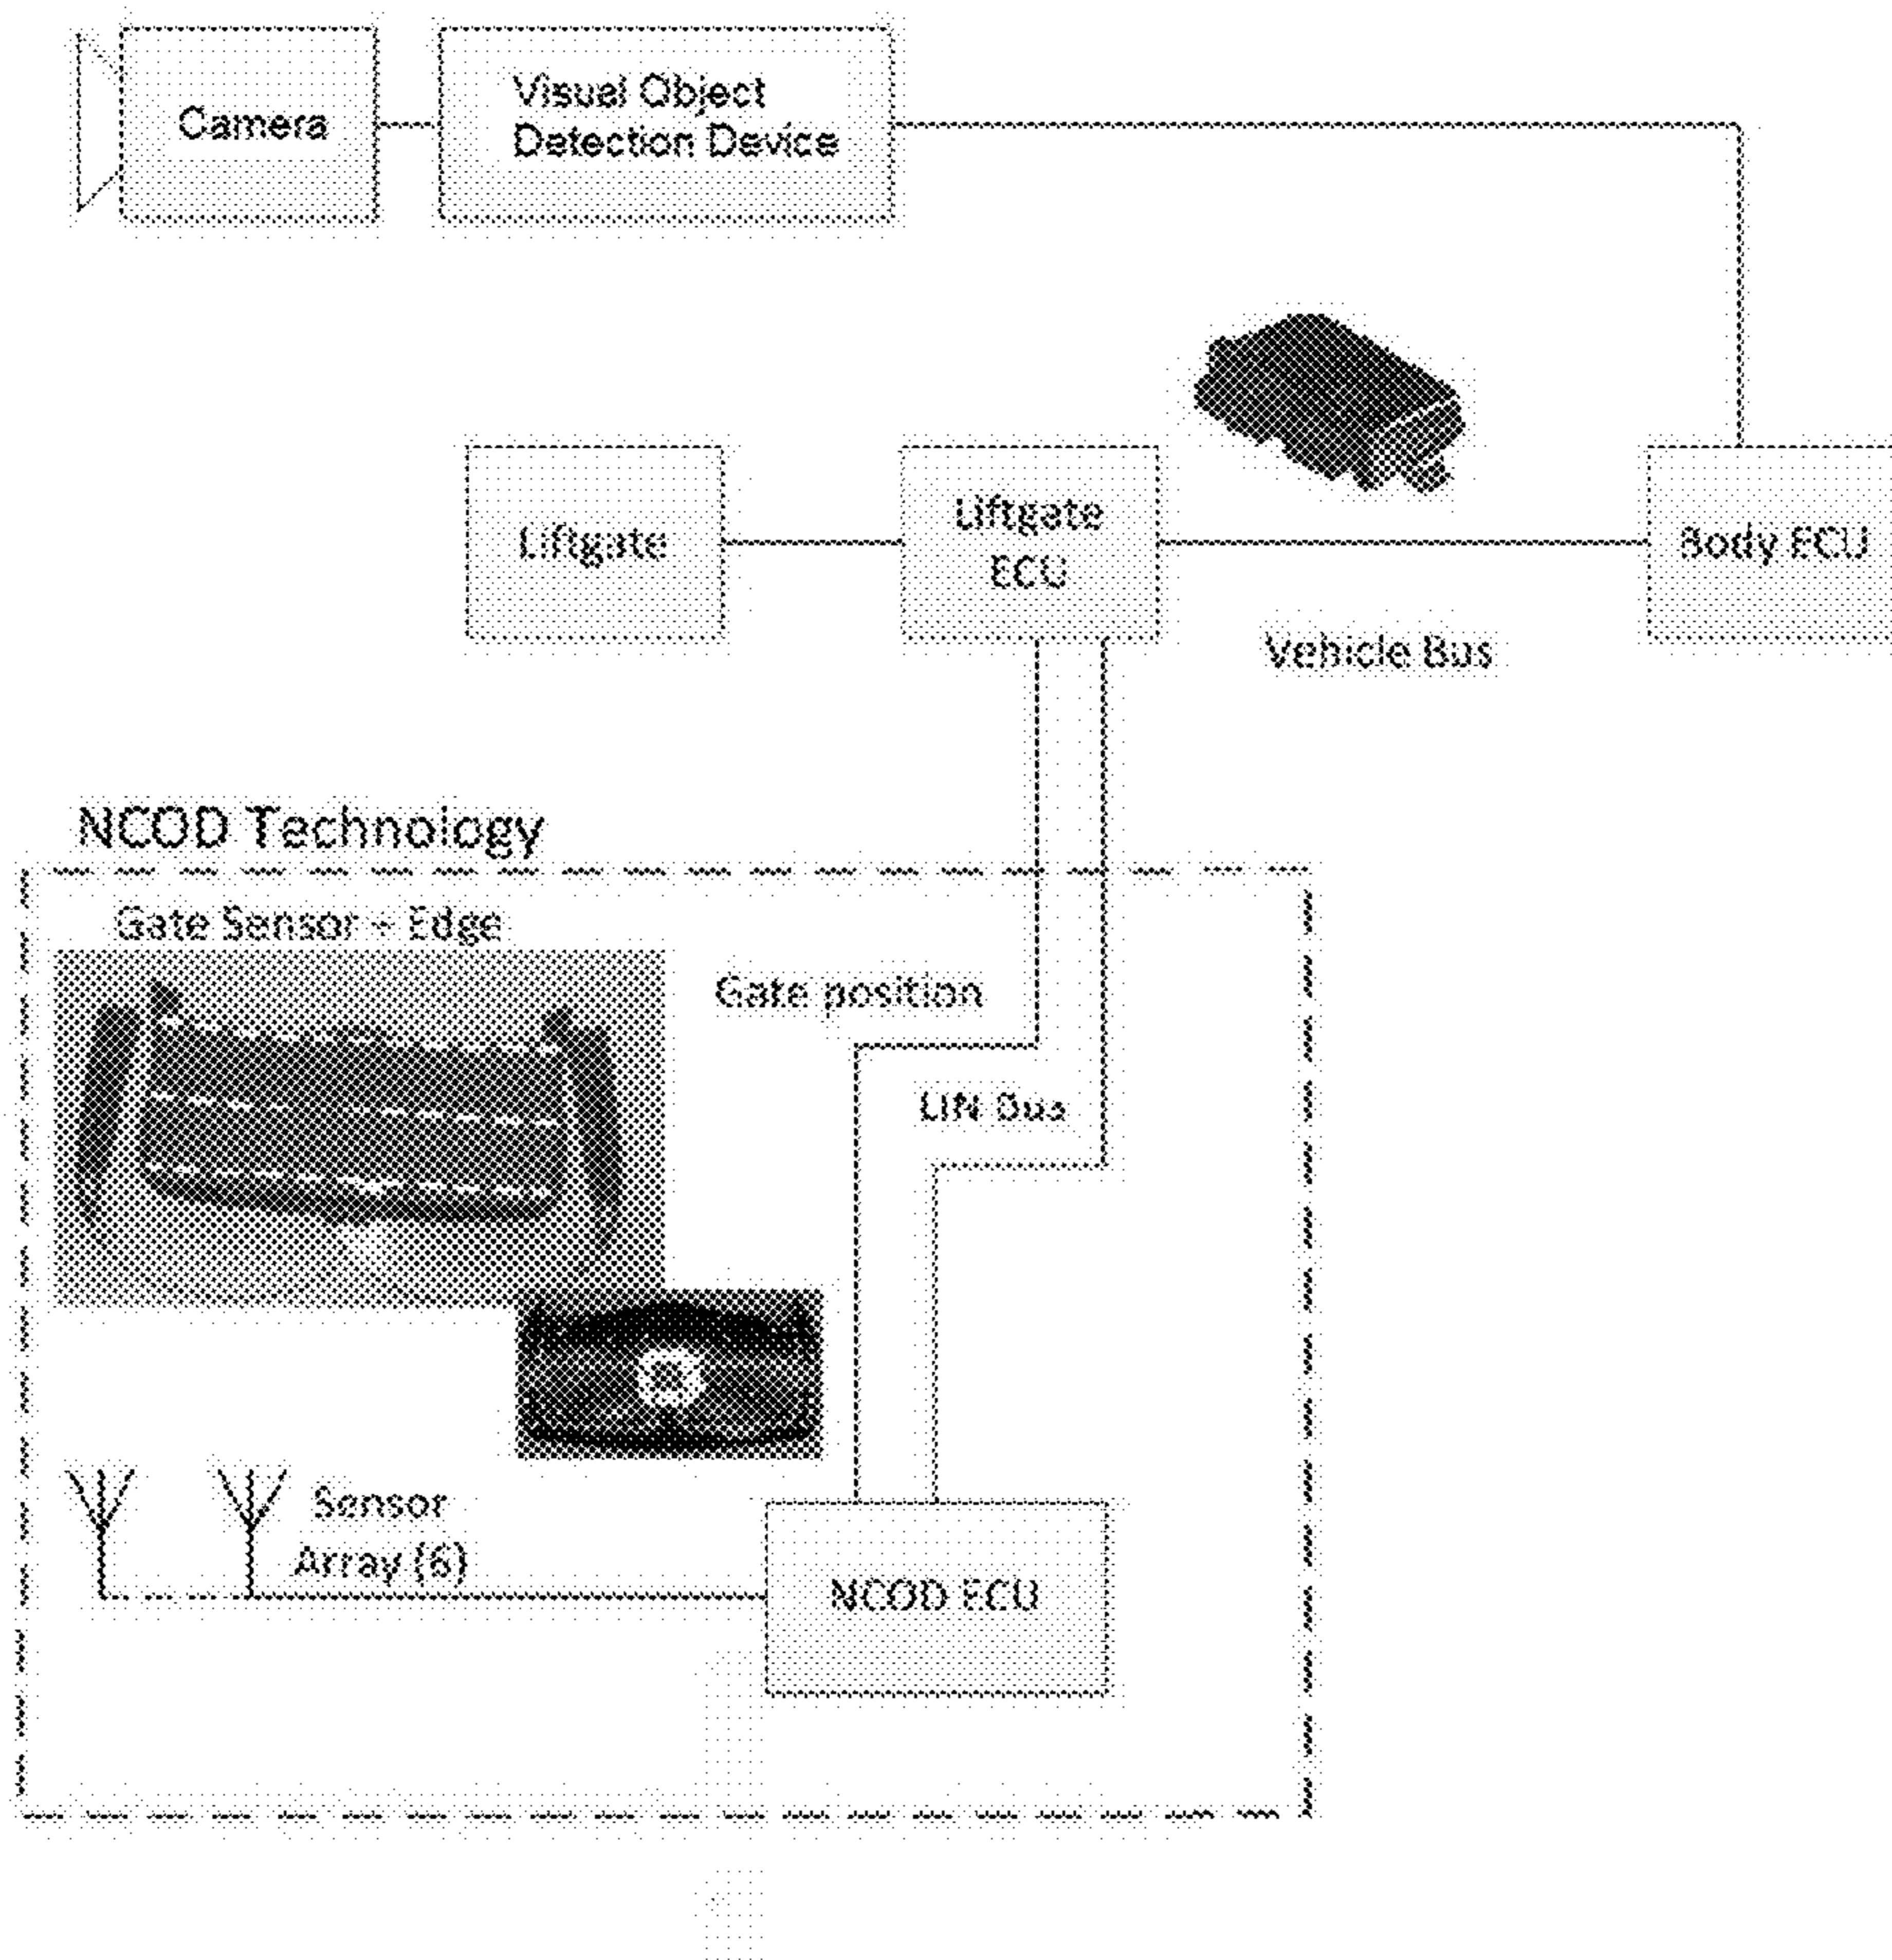 Camera
Visual Object
Detection Device
Liftgate
Liftgate
ECU
Body ECU
Vehicle Bus
NCOD Technology
Gate Sensor – Edge
Gate position
LIN Bus
Sensor
Array (6)
NCOD ECU